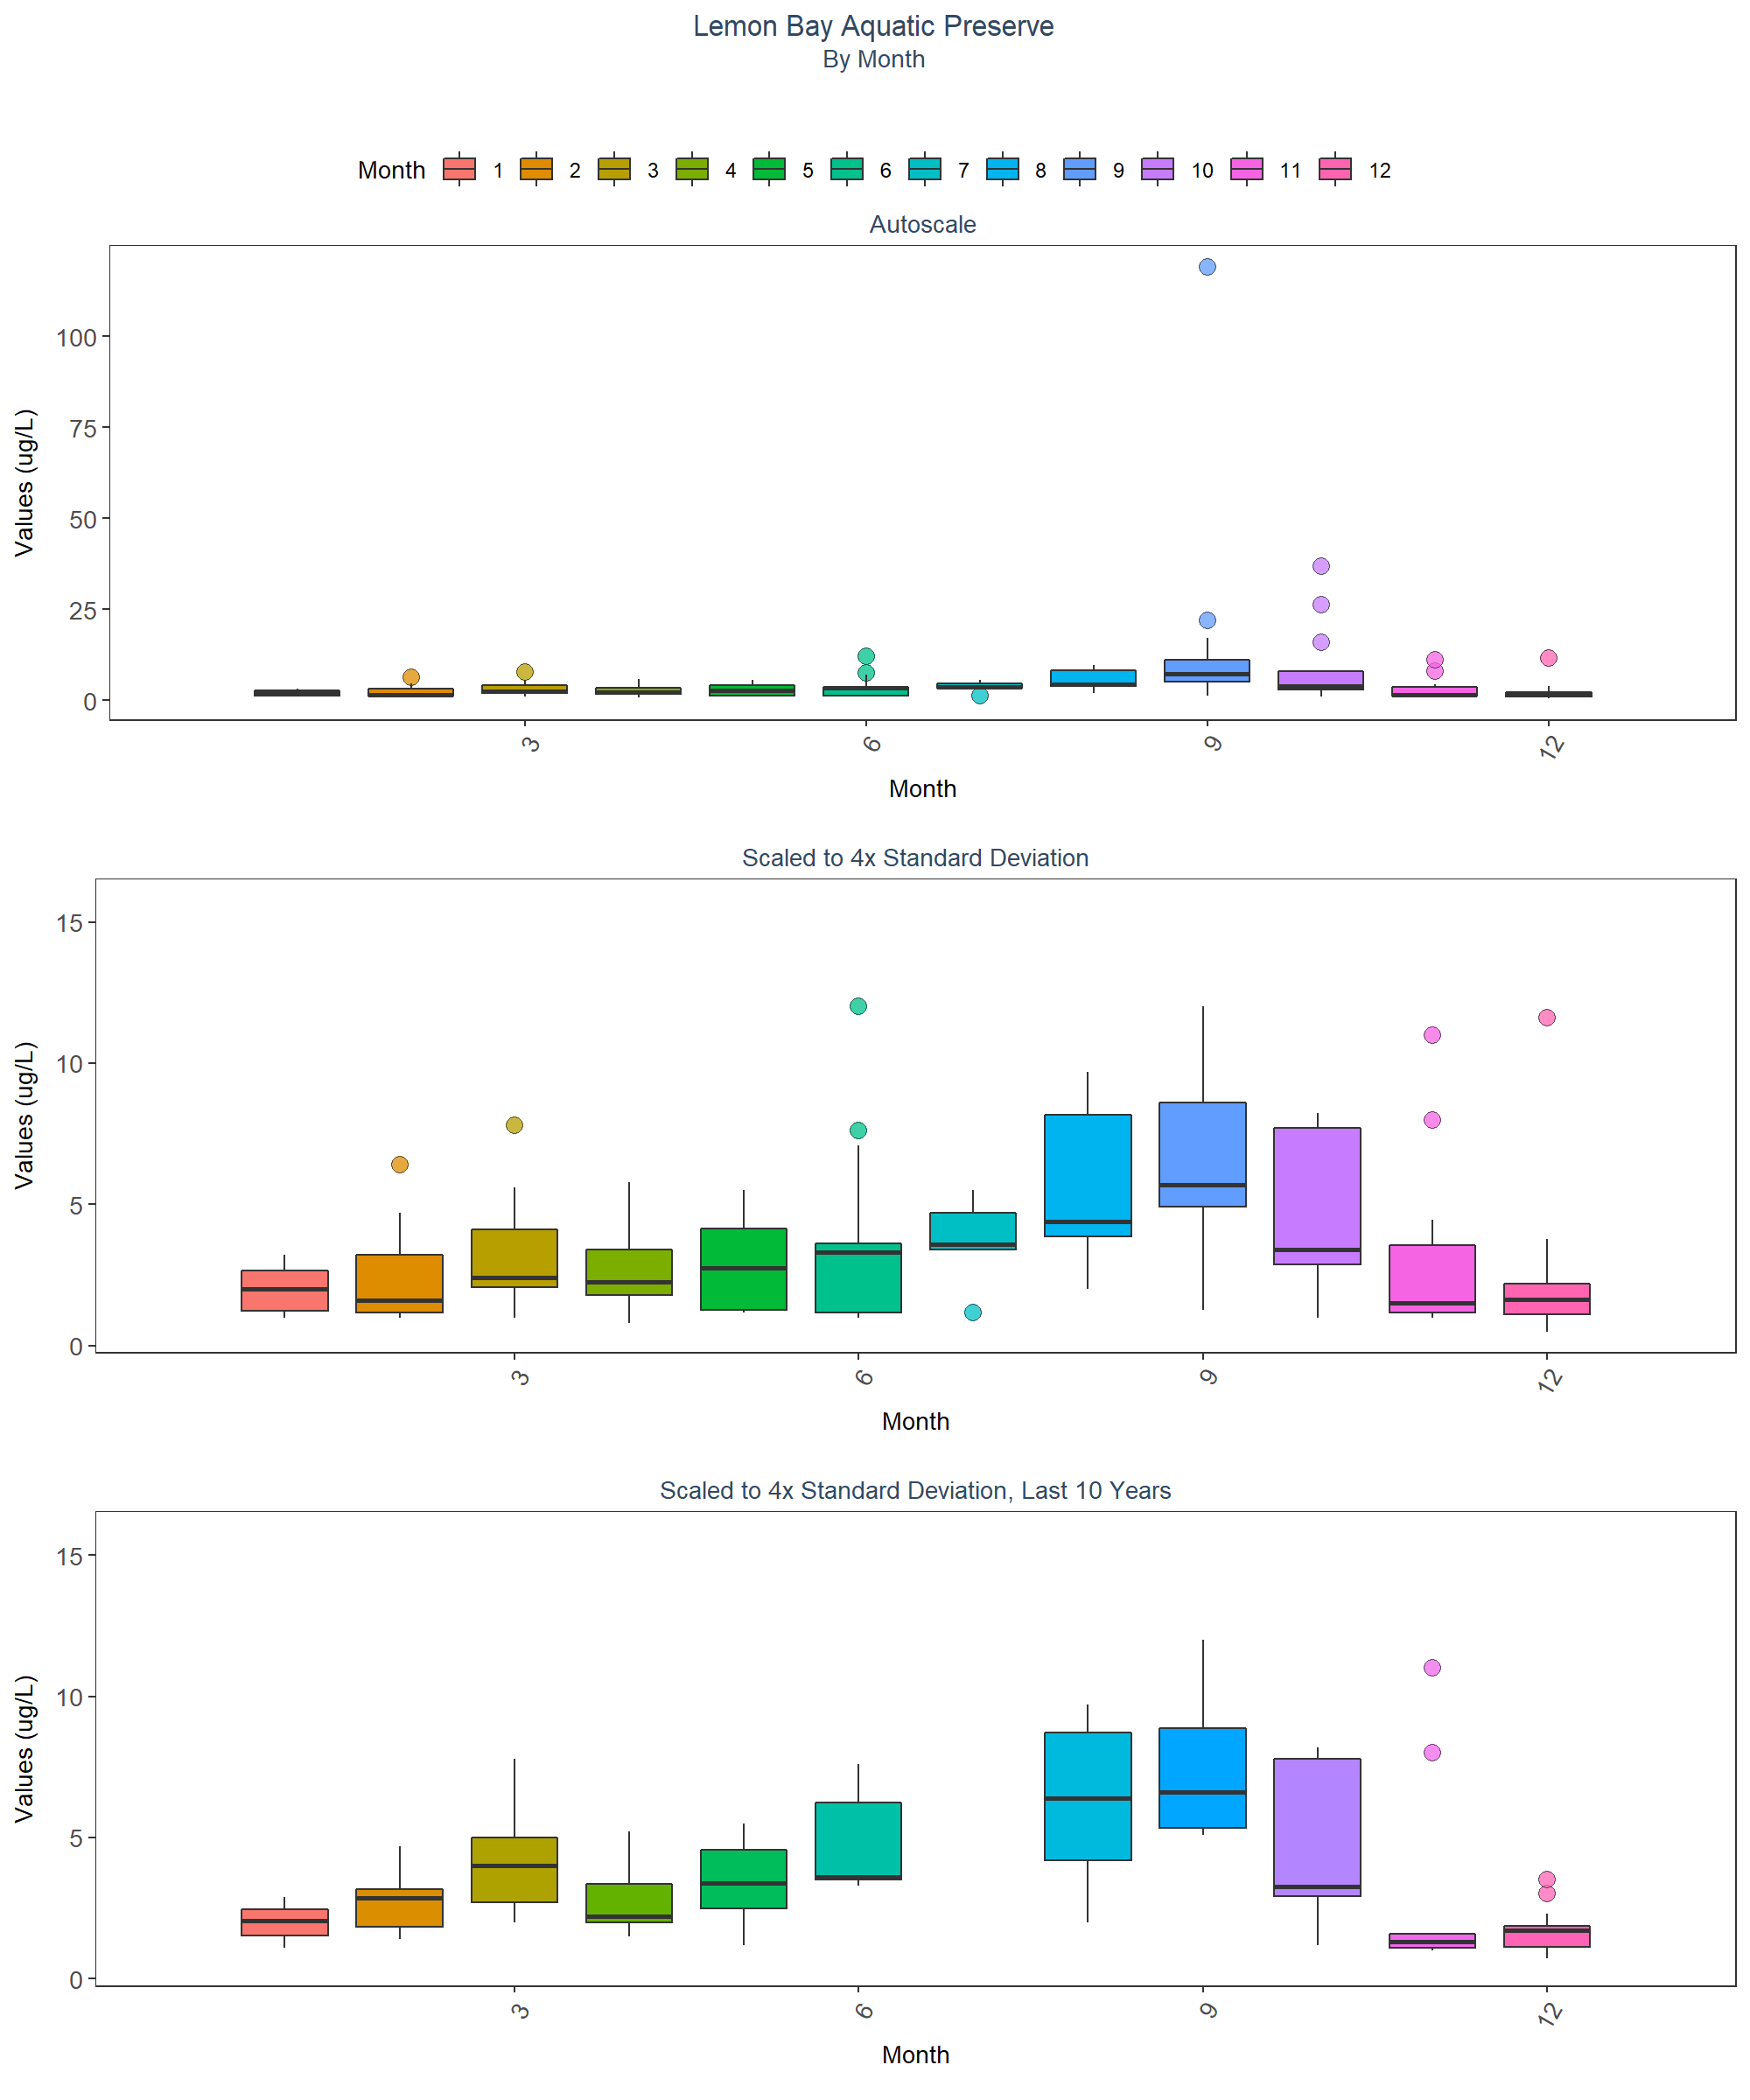 Lemon Bay Aquatic Preserve
By Month
Month 1 2 3 4 5 6 7 8 9 10 11 12
Autoscale
Values (ug/L)
100
75
50
25
0
3 6 9 12
Month
Scaled to 4x Standard Deviation
Values (ug/L)
15
10
5
0
3 6 9 12
Month
Scaled to 4x Standard Deviation, Last 10 Years
Values (ug/L)
15
10
5
0
3 6 9 12
Month